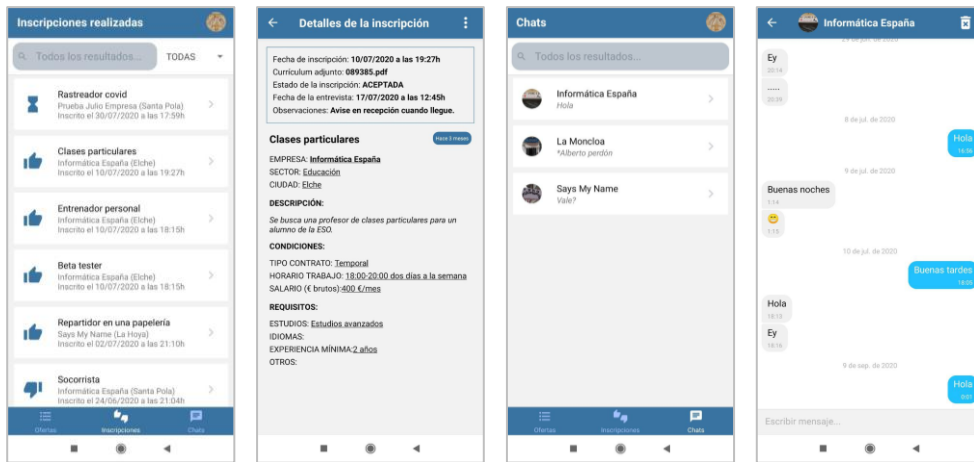 Inscripciones realizadas
Todos los resultados...
TODAS
Rastreador covid
Prueba Julio Empresa (Santa Pola)
Inscrito el 30/07/2020 a las 17:59h
Clases particulares
Informática España (Elche)
Inscrito el 10/07/2020 a las 19:27h
Entrenador personal
Informática España (Elche)
Inscrito el 10/07/2020 a las 18:15h
Beta tester
Informática España (Elche)
Inscrito el 10/07/2020 a las 18:15h
Repartidor en una papelería
Says My Name (La Hoya)
Inscrito el 02/07/2020 a las 21:10h
Socorrista
Informática España (Santa Pola)
Inscrito el 24/06/2020 a las 21:04h
Ofertas
Inscripciones
Chats
Detalles de la inscripción
Fecha de inscripción: 10/07/2020 a las 19:27h
Curriculum adjunto: 089385.pdf
Estado de la inscripción: ACEPTADA
Fecha de la entrevista: 17/07/2020 a las 12:45h
Observaciones: Avise en recepción cuando llegue.
Clases particulares
Hace 3 meses
EMPRESA: Informática España
SECTOR: Educación
CIUDAD: Elche
DESCRIPCIÓN:
Se busca una profesor de clases particulares para un
alumno de la ESO.
CONDICIONES:
TIPO CONTRATO: Temporal
HORARIO TRABAJO: 18:00-20:00 dos días a la semana
SALARIO (€ brutos):400 €/mes
REQUISITOS:
ESTUDIOS: Estudios avanzados
IDIOMAS:
EXPERIENCIA MÍNIMA:2 años
OTROS:
Chats
Todos los resultados...
Informática España
Hola
La Moncloa
*Alberto perdón
Says My Name
Vale?
Ofertas
Inscripciones
Chats
Informática España
Ey
20:14
.....
20:35
8 de jul. de 2020
Hola
9 de jul. de 2020
Buenas noches
1:14
1:15
10 de jul. de 2020
Buenas tardes
Hola
Ey
9 de sep. de 2020
Hola
0:01
Escribir mensaje...